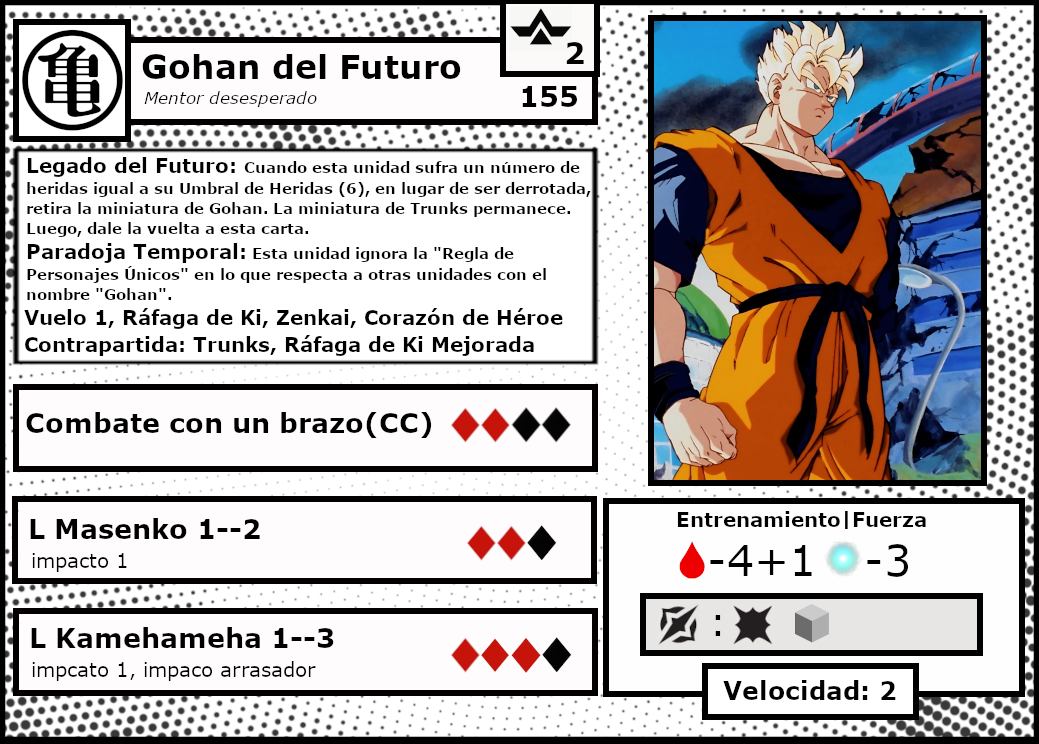 亀
Gohan del Futuro
Mentor desesperado
2
155
Legado del Futuro: Cuando esta unidad sufra un número de
heridas igual a su Umbral de Heridas (6), en lugar de ser derrotada,
retira la miniatura de Gohan. La miniatura de Trunks permanece.
Luego, dale la vuelta a esta carta.
Paradoja Temporal: Esta unidad ignora la "Regla de
Personajes Únicos" en lo que respecta a otras unidades con el
nombre "Gohan".
Vuelo 1, Ráfaga de Ki, Zenkai, Corazón de Héroe
Contrapartida: Trunks, Ráfaga de Ki Mejorada
Combate con un brazo(CC)
L Masenko 1--2
impacto 1
L Kamehameha 1--3
impcato 1, impaco arrasador
Entrenamiento|Fuerza
-4+1 -3
:
Velocidad: 2